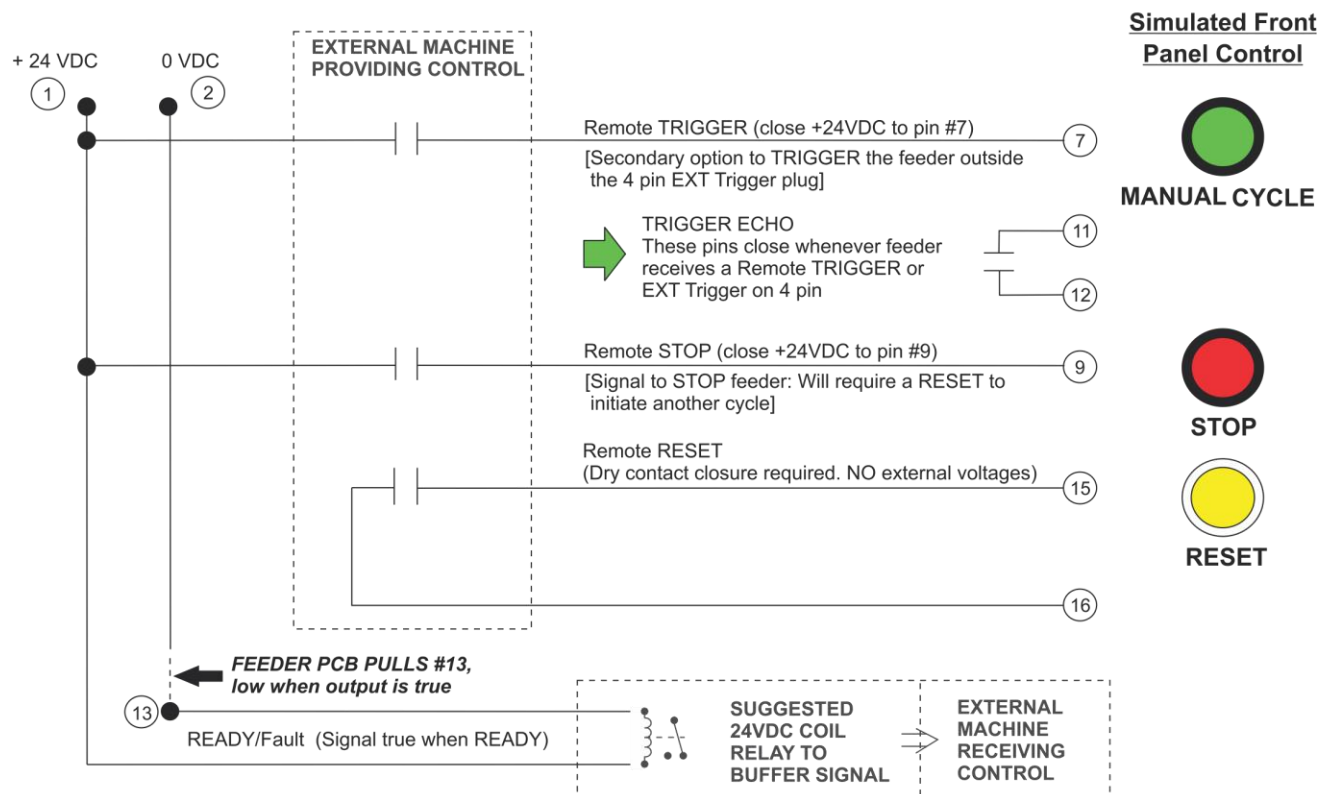 Simulated Front
Panel Control
+ 24 VDC
0 VDC
1
2
EXTERNAL MACHINE
PROVIDING CONTROL
Remote TRIGGER (close +24VDC to pin #7)
7
[Secondary option to TRIGGER the feeder outside
the 4 pin EXT Trigger plug]
MANUAL CYCLE
TRIGGER ECHO
These pins close whenever feeder
receives a Remote TRIGGER or
EXT Trigger on 4 pin
11
12
Remote STOP (close +24VDC to pin #9)
9
[Signal to STOP feeder: Will require a RESET to
initiate another cycle]
STOP
Remote RESET
(Dry contact closure required. NO external voltages)
15
RESET
16
FEEDER PCB PULLS #13,
low when output is true
13
READY/Fault (Signal true when READY)
SUGGESTED
24VDC COIL
RELAY TO
BUFFER SIGNAL
EXTERNAL
MACHINE
RECEIVING
CONTROL